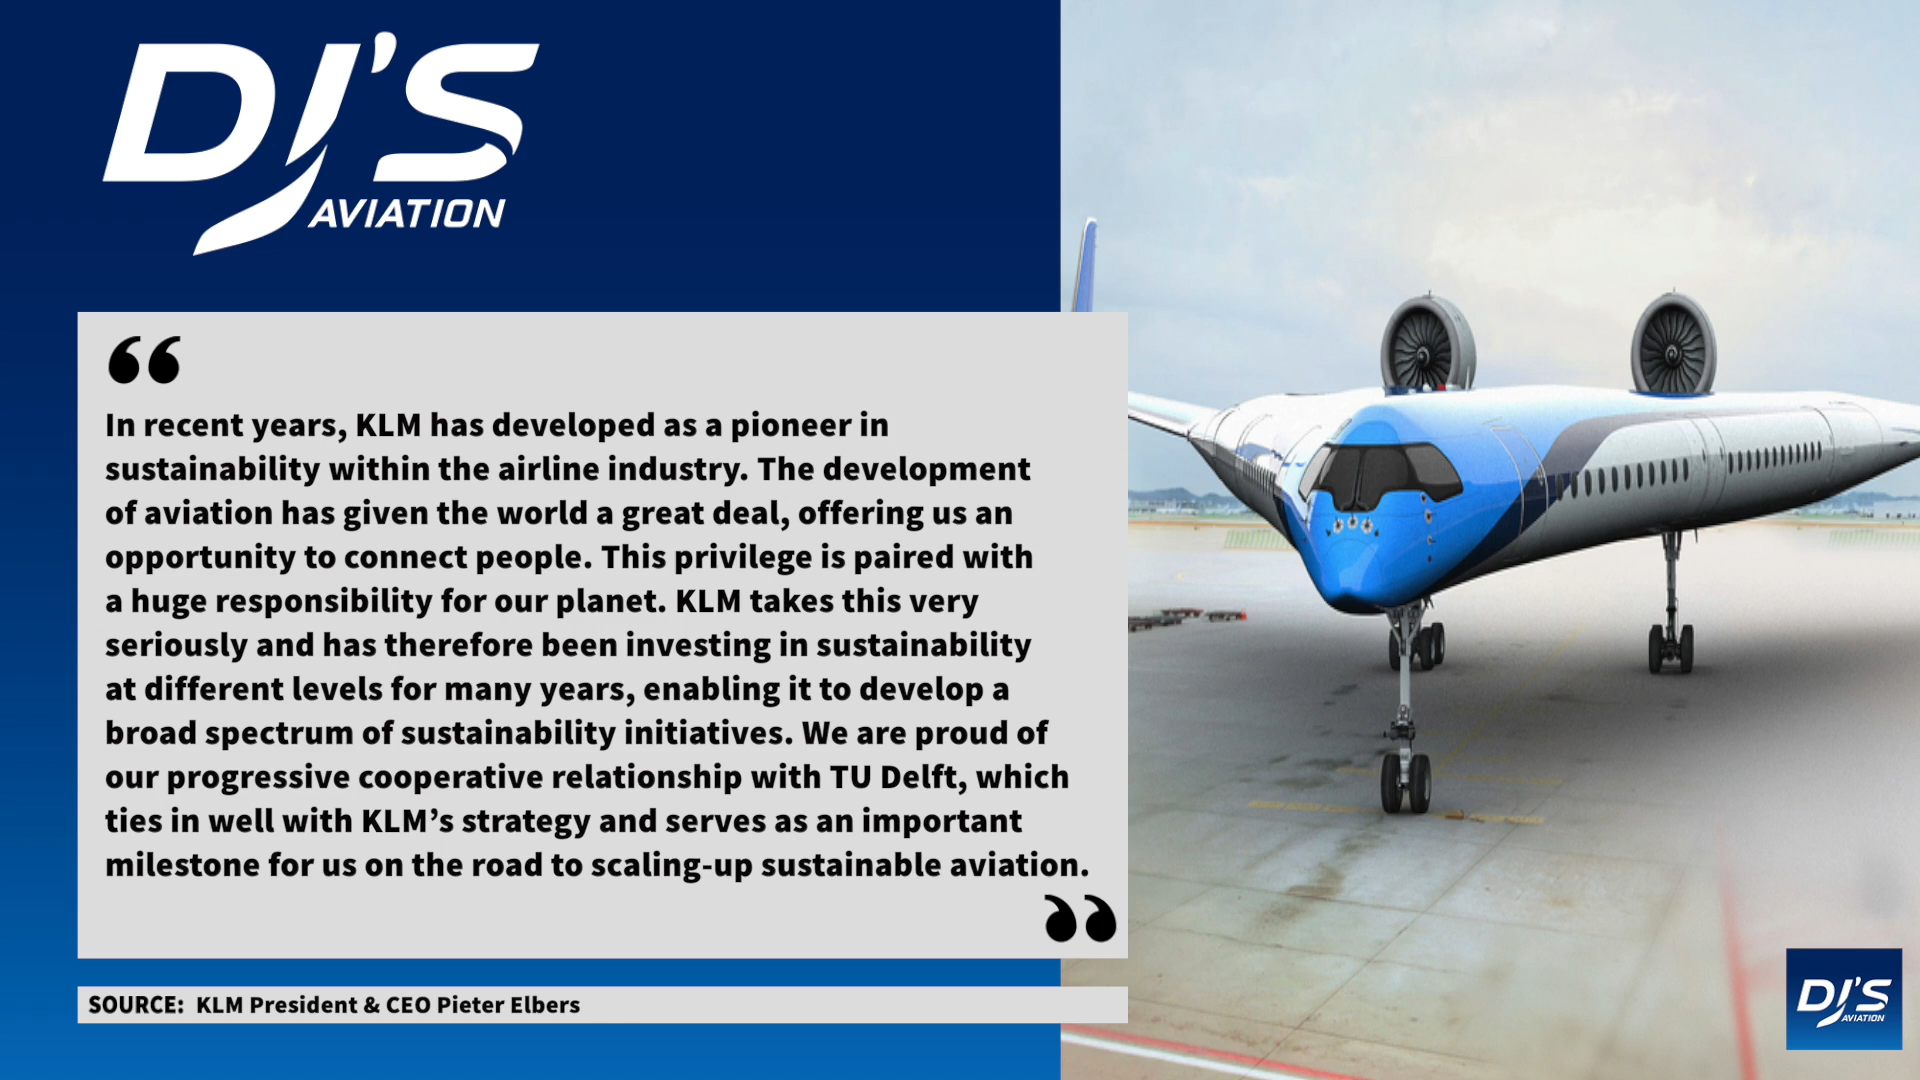 DJ'S
AVIATION
“
In recent years, KLM has developed as a pioneer in
sustainability within the airline industry. The development
of aviation has given the world a great deal, offering us an
opportunity to connect people. This privilege is paired with
a huge responsibility for our planet. KLM takes this very
seriously and has therefore been investing in sustainability
at different levels for many years, enabling it to develop a
broad spectrum of sustainability initiatives. We are proud of
our progressive cooperative relationship with TU Delft, which
ties in well with KLM’s strategy and serves as an important
milestone for us on the road to scaling-up sustainable aviation.
”
SOURCE: KLM President & CEO Pieter Elbers
DJ'S
AVIATION